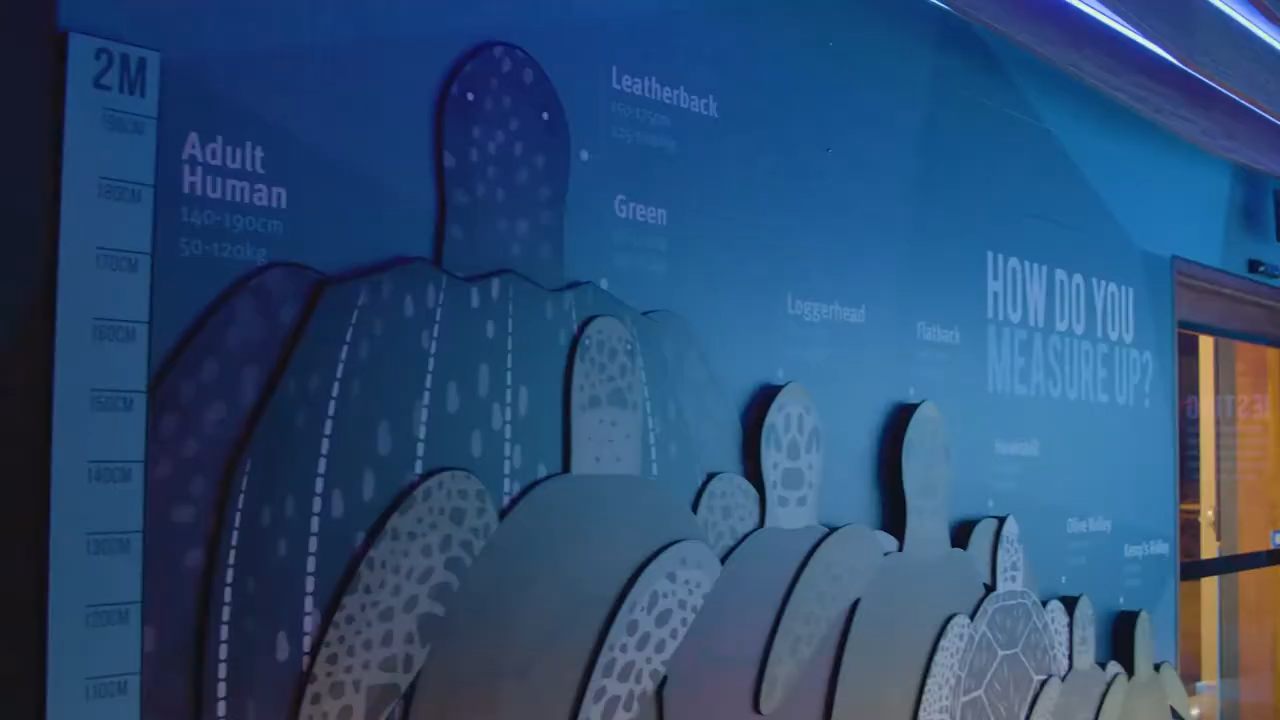 2M
190CM
180CM
170CM
160CM
150CM
140CM
130CM
120CM
110CM
Adult
Human
140-190cm
50-120kg
Leatherback
Green
Loggerhead
Flatback
HOW DO YOU
MEASURE UP?
Hawksbill
Olive Ridley
Kemp's Ridley